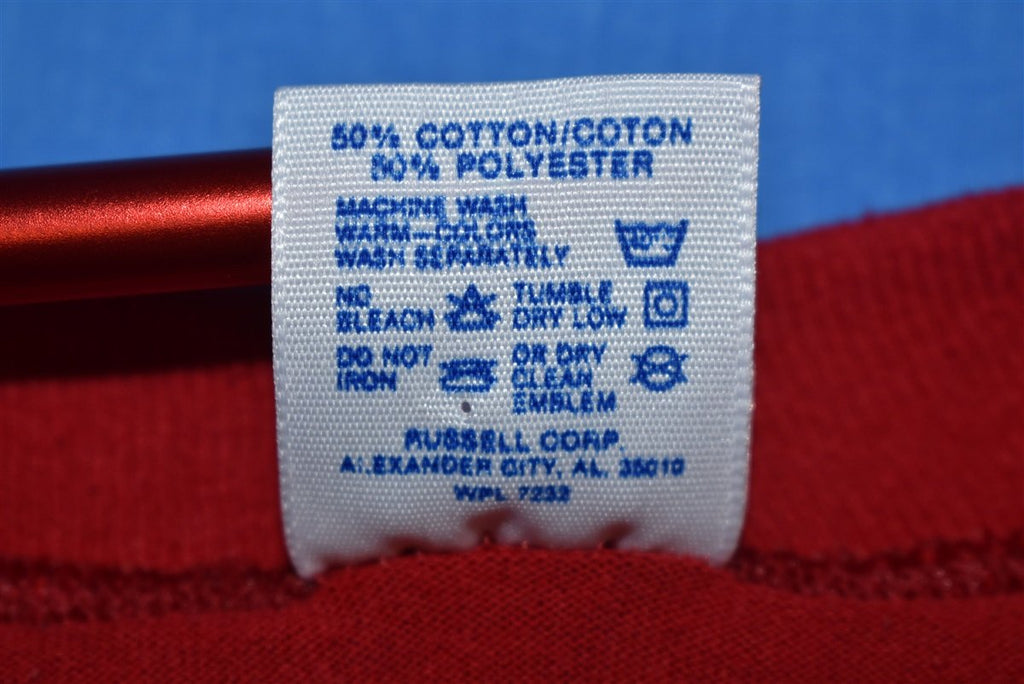 50% COTTON/COTON
50% POLYESTER
MACHINE WASH
WARM-COLORS
WASH SEPARATELY
NO
BLEACH
TUMBLE
DRY LOW
DO NOT
IRON
OR DRY
CLEAN
EMBLEM
RUSSELL CORP.
ALEXANDER CITY, AL. 35010
WPL 7233